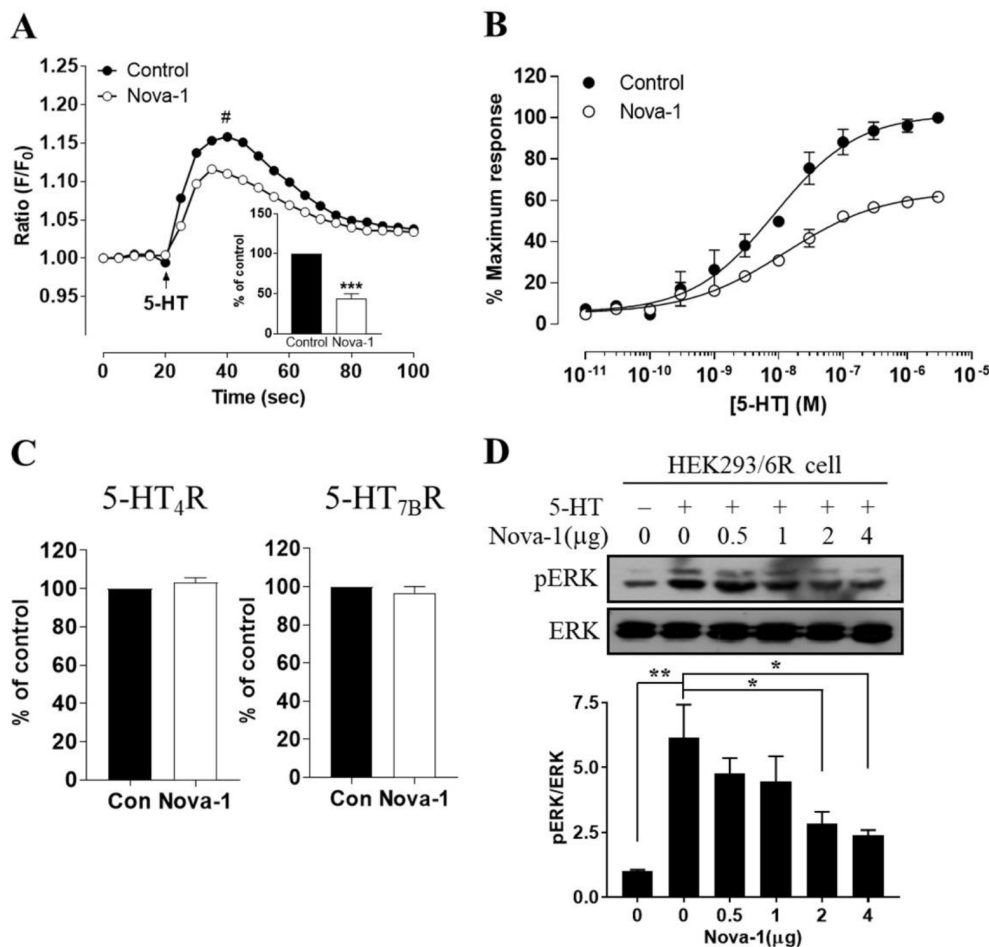 A
Ratio (F/F0)
1.25
1.20
1.15
1.10
1.05
1.00
0.95
Control
Nova-1
#
5-HT
% of control
150
100
50
0
***
Control Nova-1
0 20 40 60 80 100
Time (sec)
B
% Maximum response
120
100
80
60
40
20
0
Control
Nova-1
10-11 10-10 10-9 10-8 10-7 10-6 10-5
[5-HT] (M)
C
5-HT4R
% of control
120
100
80
60
40
20
0
Con Nova-1
5-HT7BR
% of control
120
100
80
60
40
20
0
Con Nova-1
D
HEK293/6R cell
5-HT – + + + + +
Nova-1(μg) 0 0 0.5 1 2 4
pERK
ERK
** * *
pERK/ERK
7.5
5.0
2.5
0.0
0 0 0.5 1 2 4
Nova-1(μg)